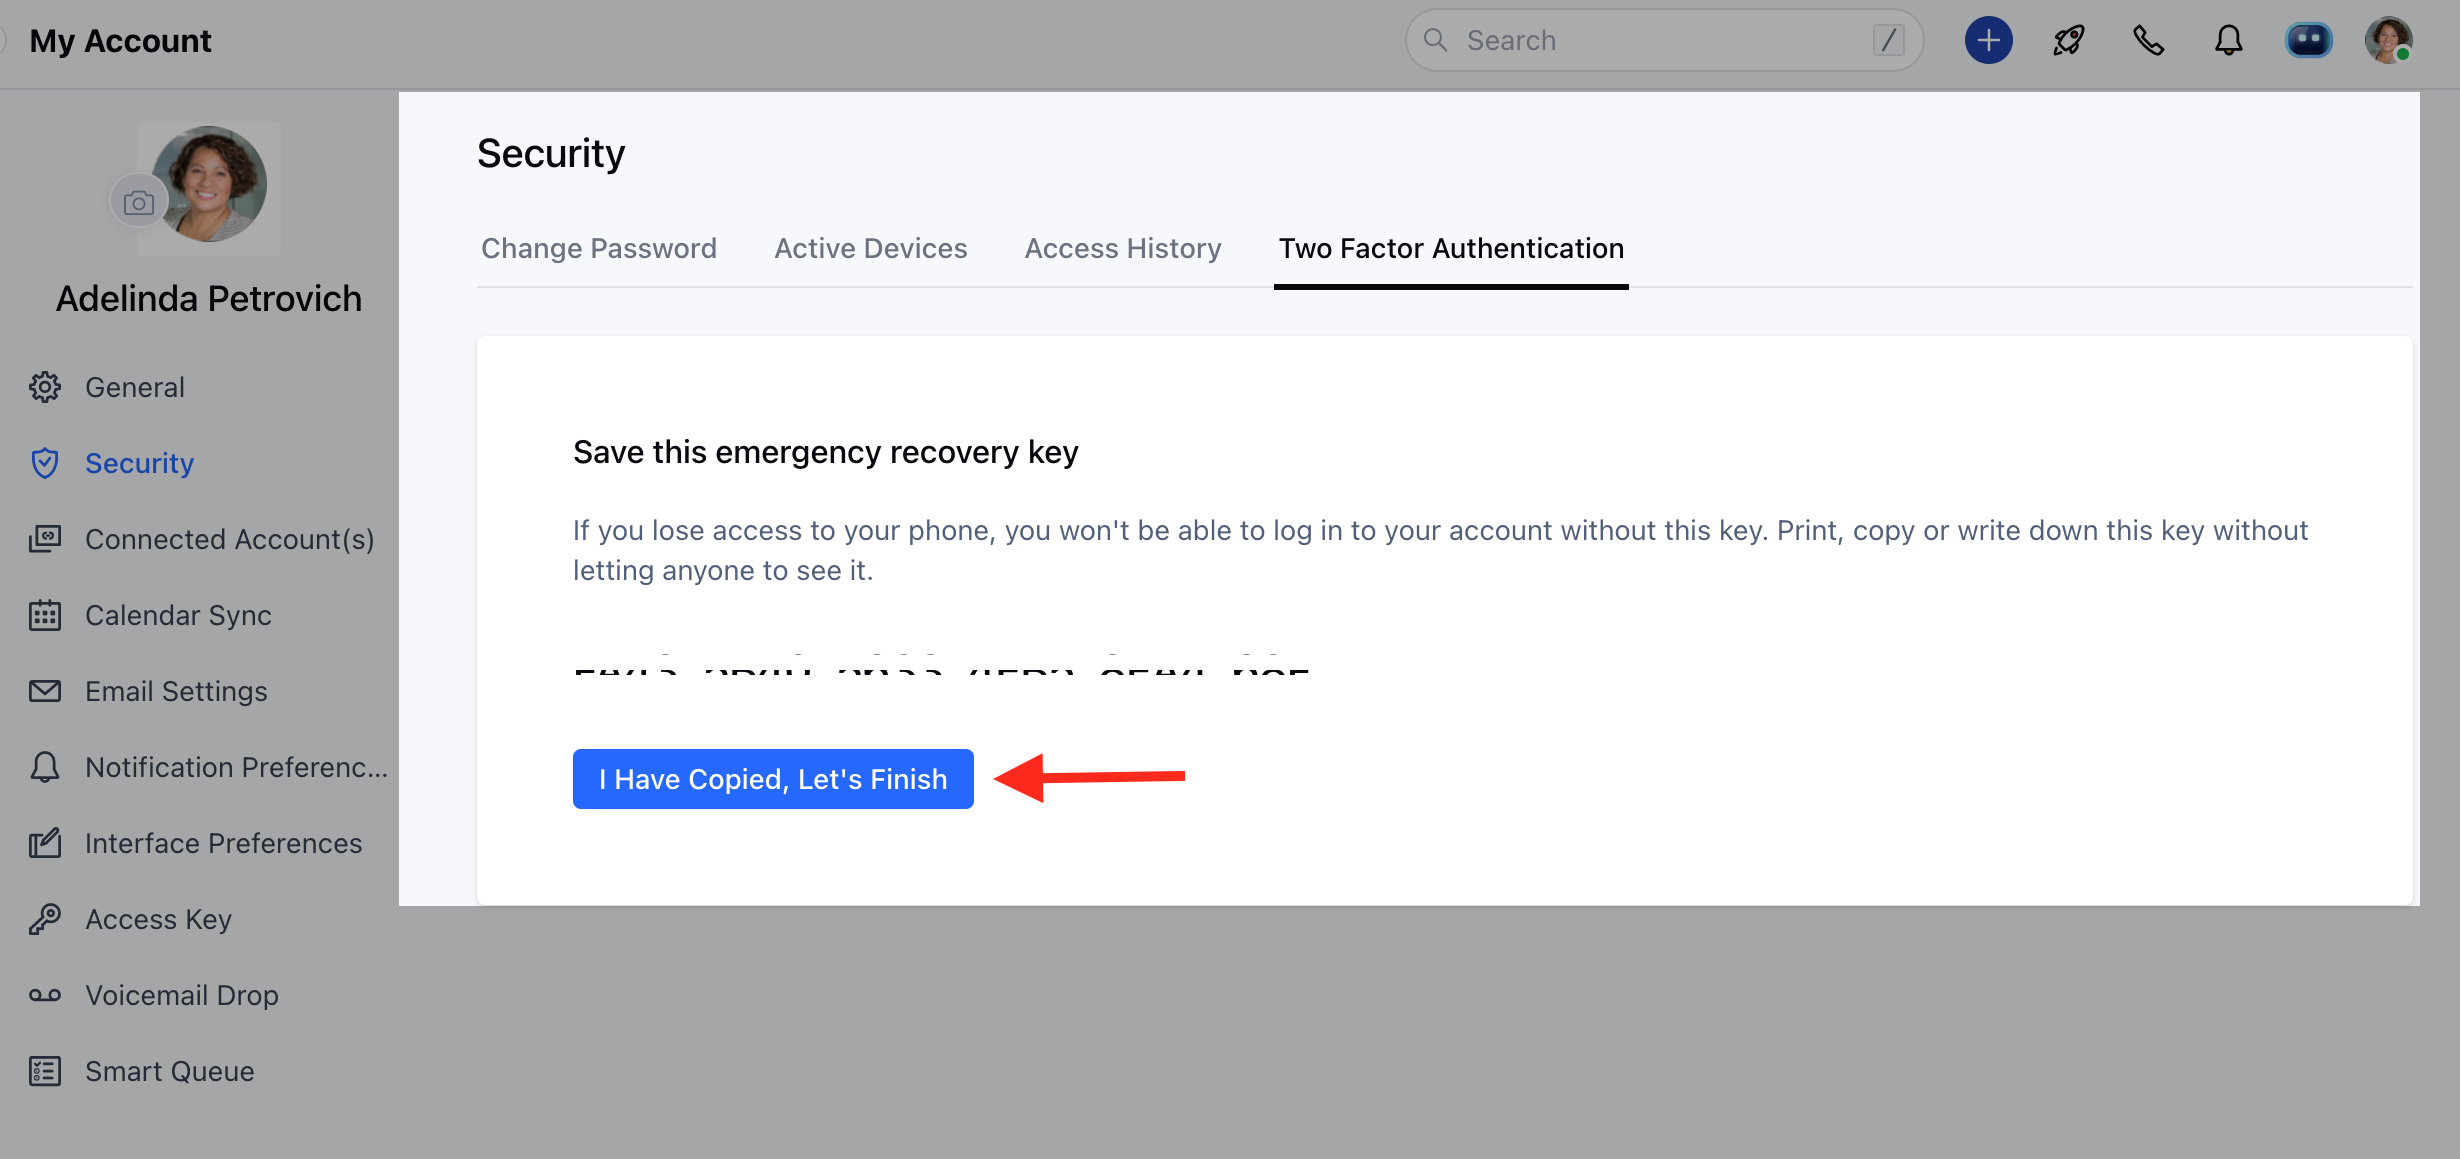 My Account
Search
/
Adelinda Petrovich
General
Security
Connected Account(s)
Calendar Sync
Email Settings
Notification Preferenc...
Interface Preferences
Access Key
Voicemail Drop
Smart Queue
Security
Change Password
Active Devices
Access History
Two Factor Authentication
Save this emergency recovery key
If you lose access to your phone, you won't be able to log in to your account without this key. Print, copy or write down this key without
letting anyone to see it.
I Have Copied, Let's Finish